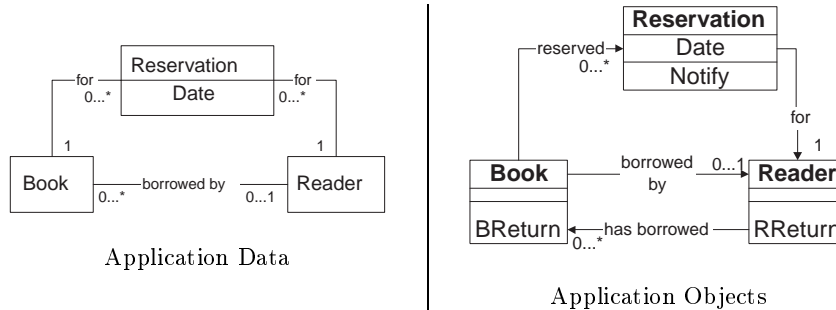 Reservation
Date
for
for
0...*
0...*
1
1
Book
Reader
borrowed by
0...*
0...1
Application Data
Reservation
Date
Notify
reserved
0...*
for
1
Book
BReturn
borrowed
by
0...1
Reader
RReturn
has borrowed
0...*
Application Objects